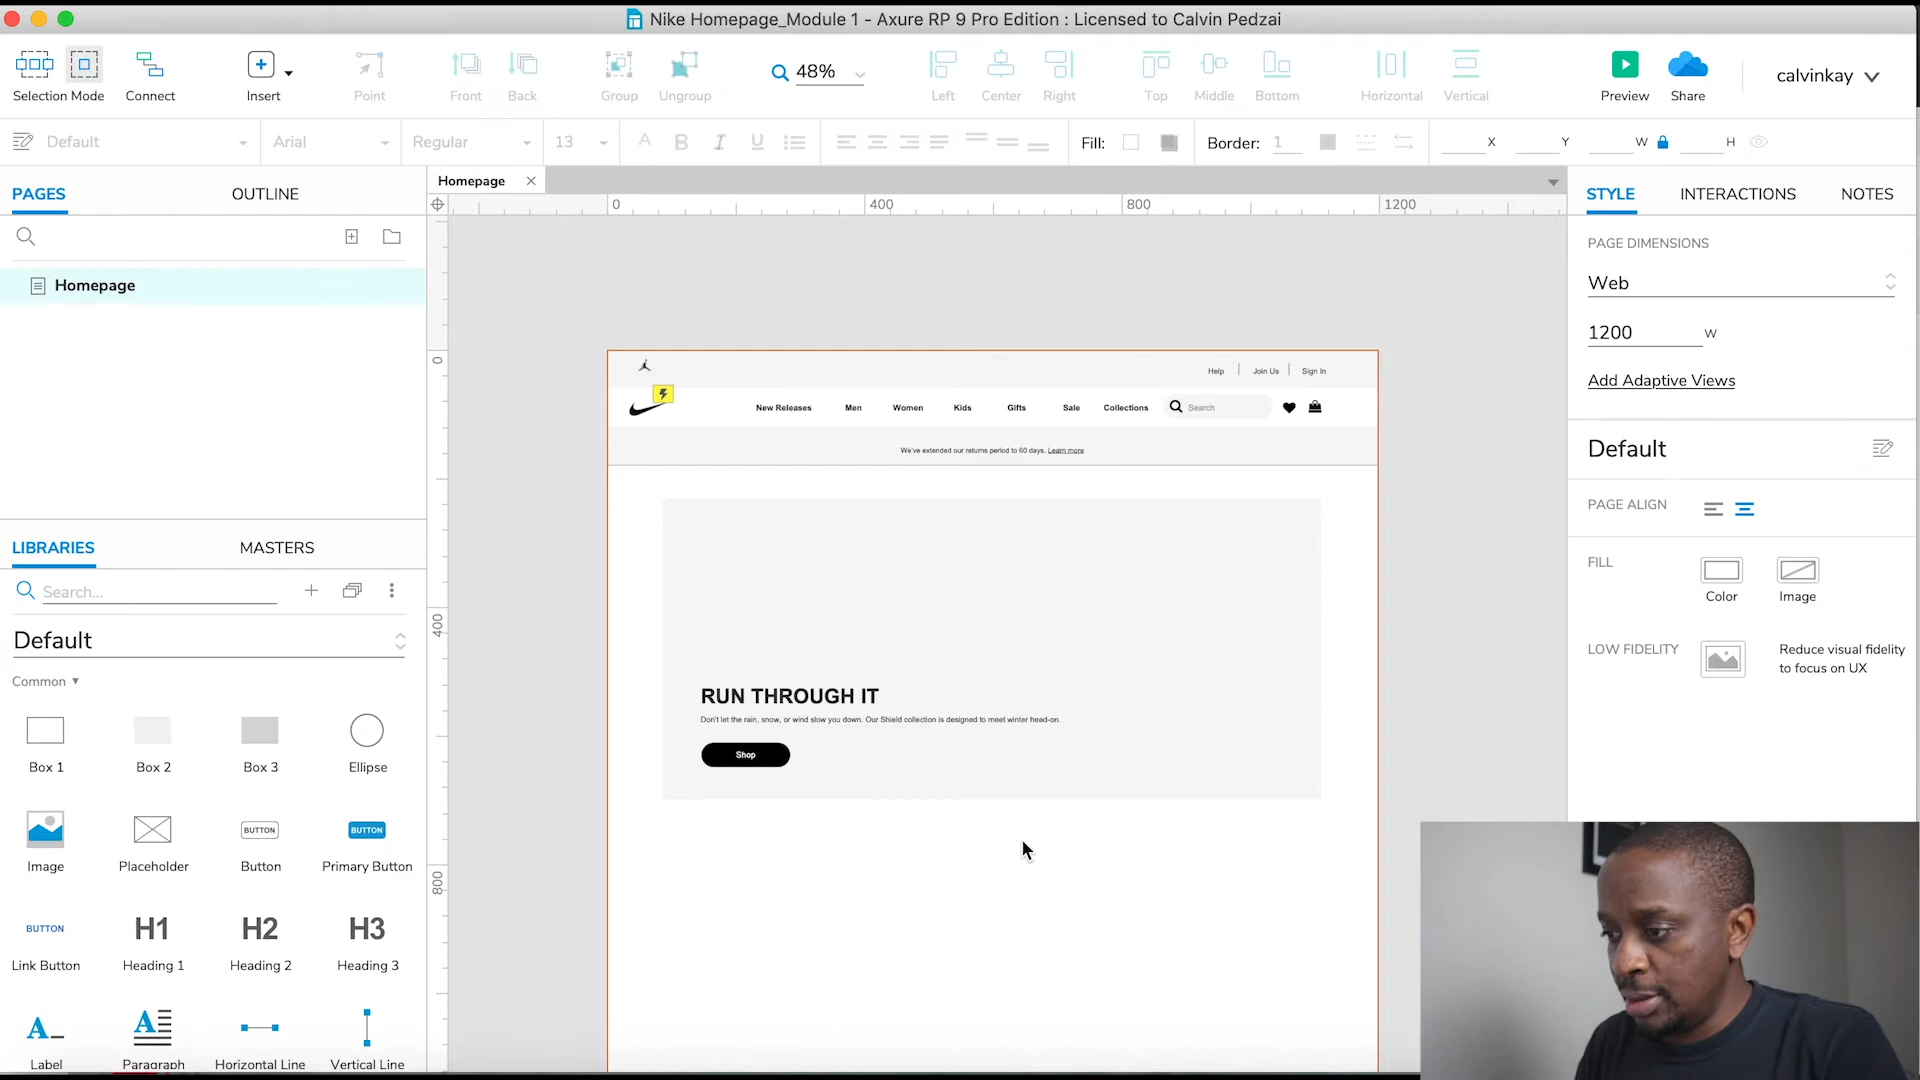 Nike Homepage_Module 1 - Axure RP 9 Pro Edition : Licensed to Calvin Pedzai
Selection Mode
Connect
Insert
Point
Front
Back
Group
Ungroup
48%
Left
Center
Right
Top
Middle
Bottom
Horizontal
Vertical
Preview
Share
calvinkay
Default
Arial
Regular
13
A B I U
Fill:
Border: 1
X
Y
W
H
PAGES
OUTLINE
Homepage
Homepage
0
400
800
1200
0
400
800
LIBRARIES
MASTERS
Search...
Default
Common
Box 1
Box 2
Box 3
Ellipse
Image
Placeholder
BUTTON
Button
BUTTON
Primary Button
BUTTON
Link Button
H1
Heading 1
H2
Heading 2
H3
Heading 3
A
Label
A
Paragraph
Horizontal Line
Vertical Line
Help
Join Us
Sign In
New Releases
Men
Women
Kids
Gifts
Sale
Collections
Search
We've extended our returns period to 60 days. Learn more
RUN THROUGH IT
Don't let the rain, snow, or wind slow you down. Our Shield collection is designed to meet winter head-on.
Shop
STYLE
INTERACTIONS
NOTES
PAGE DIMENSIONS
Web
1200 W
Add Adaptive Views
Default
PAGE ALIGN
FILL
Color
Image
LOW FIDELITY
Reduce visual fidelity
to focus on UX